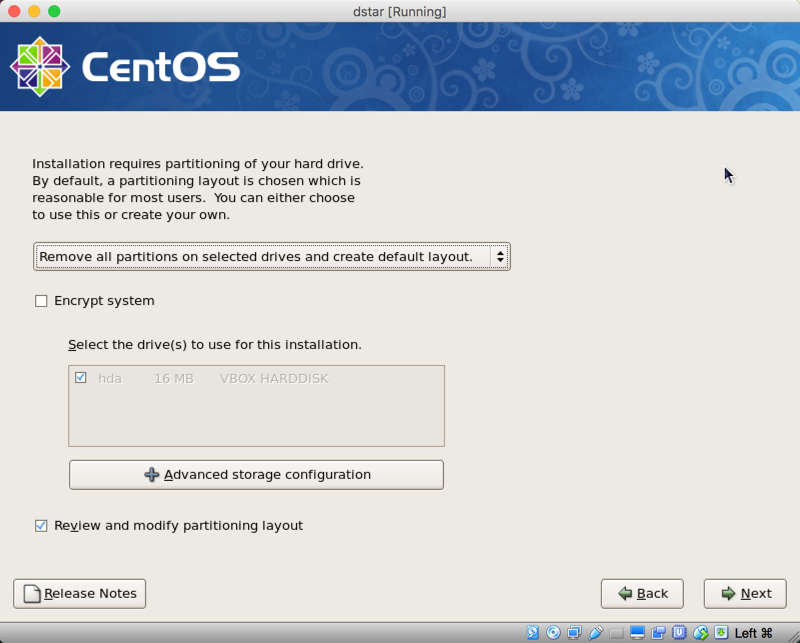 dstar [Running]
CentOS
Installation requires partitioning of your hard drive.
By default, a partitioning layout is chosen which is
reasonable for most users.  You can either choose
to use this or create your own.
Remove all partitions on selected drives and create default layout.
Encrypt system
Select the drive(s) to use for this installation.
hda 16 MB VBOX HARDDISK
Advanced storage configuration
Review and modify partitioning layout
Release Notes
Back
Next
Left ⌘